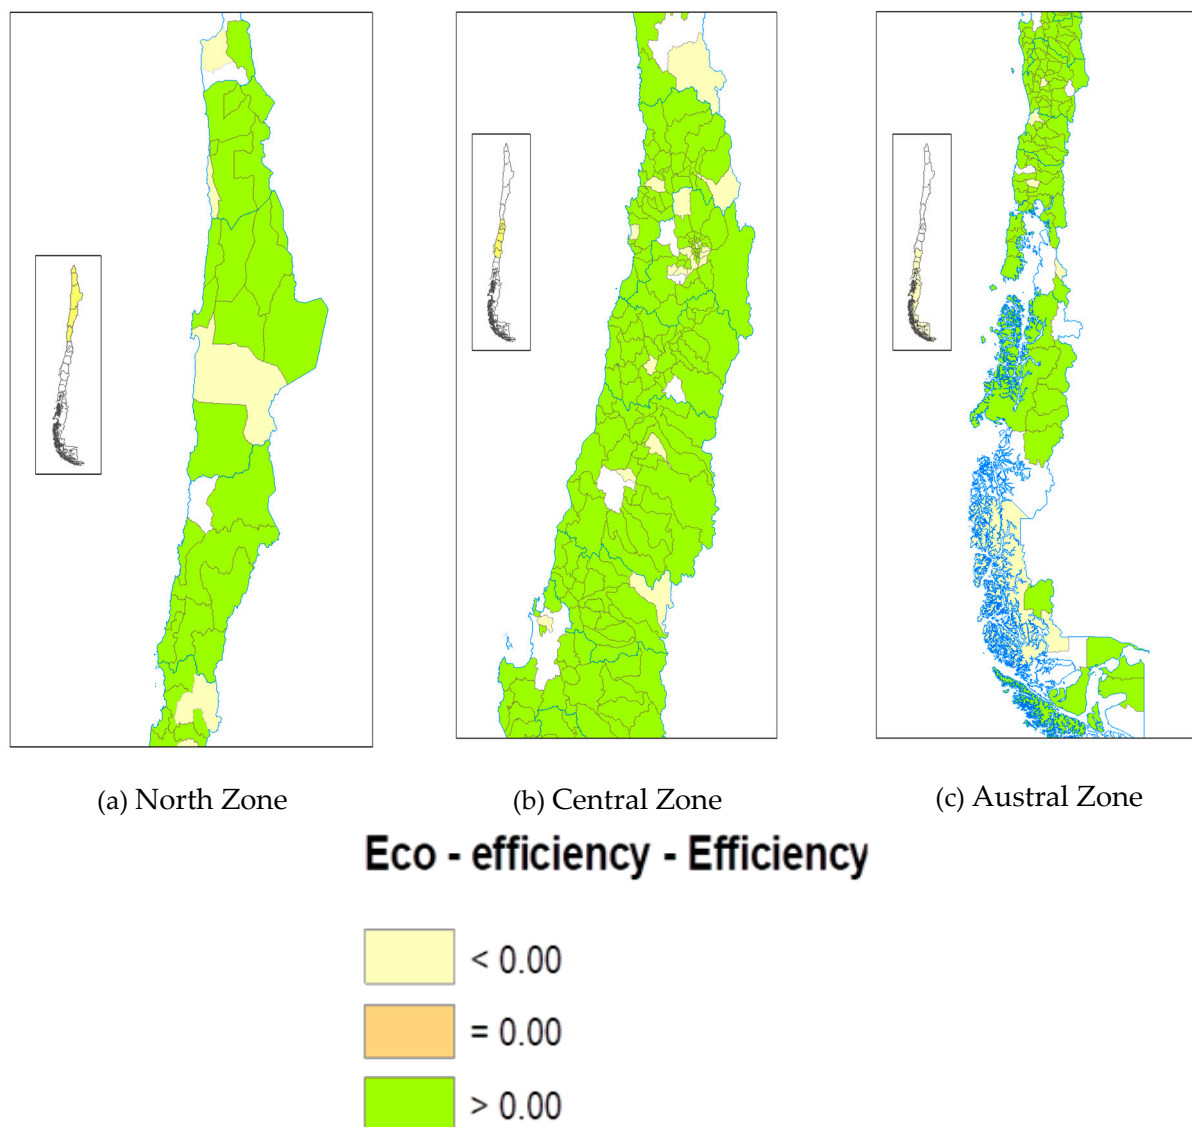 (a) North Zone
(b) Central Zone
(c) Austral Zone
Eco - efficiency - Efficiency
< 0.00
= 0.00
> 0.00